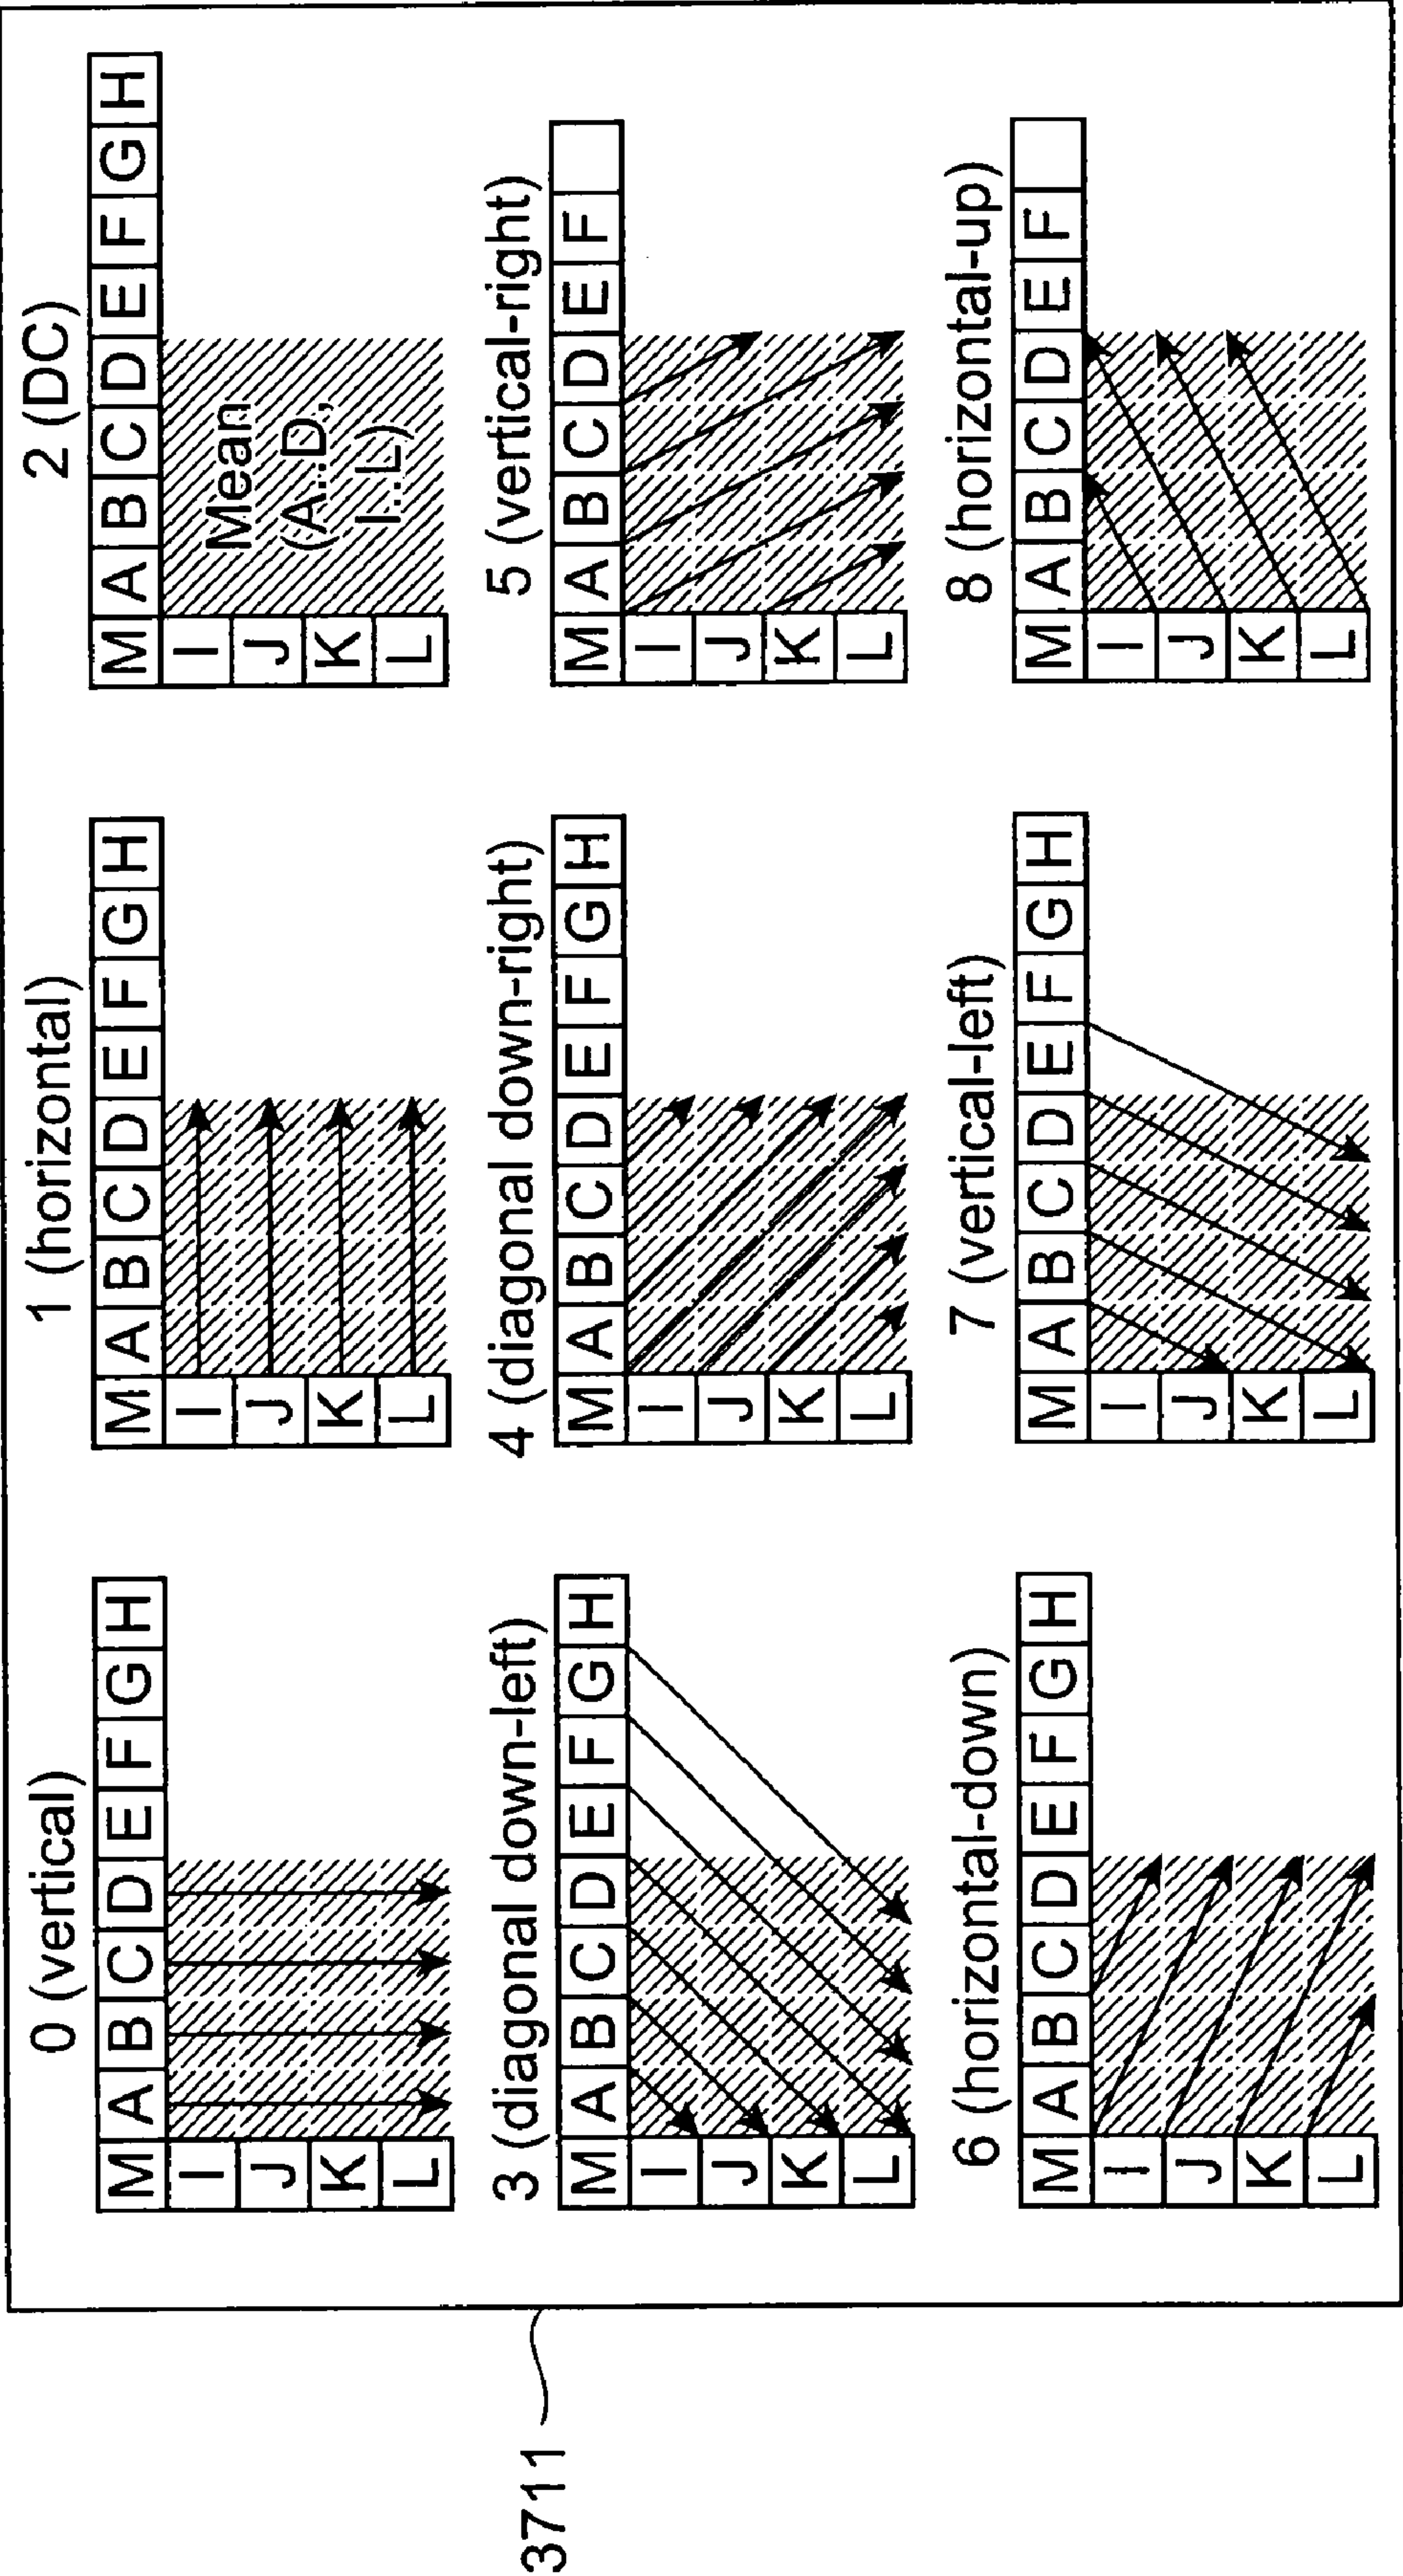 0 (vertical)
M A B C D E F G H
I
J
K
L
1 (horizontal)
M A B C D E F G H
I
J
K
L
2 (DC)
M A B C D E F G H
I
J
K
L
Mean
(A..D,
I..L)
3 (diagonal down-left)
M A B C D E F G H
I
J
K
L
4 (diagonal down-right)
M A B C D E F G H
I
J
K
L
5 (vertical-right)
M A B C D E F
I
J
K
L
6 (horizontal-down)
M A B C D E F G H
I
J
K
L
7 (vertical-left)
M A B C D E F G H
I
J
K
L
8 (horizontal-up)
M A B C D E F
I
J
K
L
3711